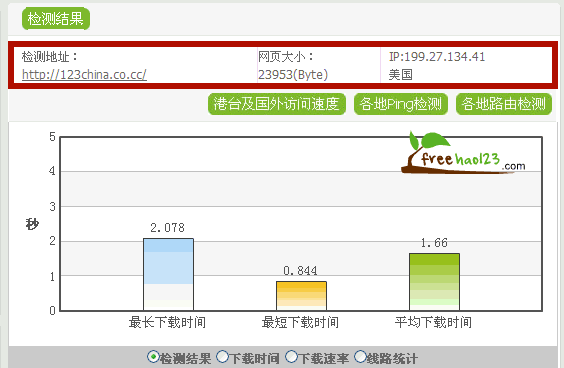 检测结果
检测地址： 网页大小： IP:199.27.134.41
http://123china.co.cc/ 23953(Byte) 美国
港台及国外访问速度 各地Ping检测 各地路由检测
freehao123.com
5
4
3
2
1
0
秒
2.078
0.844
1.66
最长下载时间 最短下载时间 平均下载时间
检测结果 下载时间 下载速率 线路统计